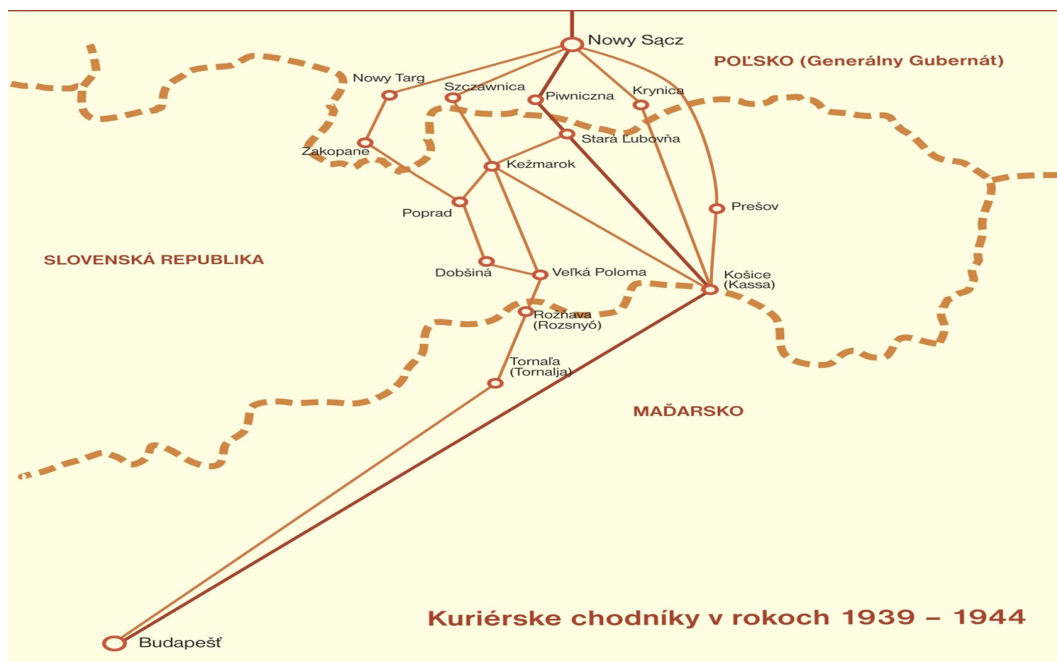 Nowy Sącz
POĽSKO (Generálny Gubernát)
Nowy Targ
Szczawnica
Piwniczna
Krynica
Stará Ľubovňa
Zakopane
Kežmarok
Poprad
Prešov
SLOVENSKÁ REPUBLIKA
Dobšiná
Veľká Poloma
Košice
(Kassa)
Rožňava
(Rozsnyó)
Tornaľa
(Tornalja)
MAĎARSKO
Kuriérske chodníky v rokoch 1939 – 1944
Budapešť